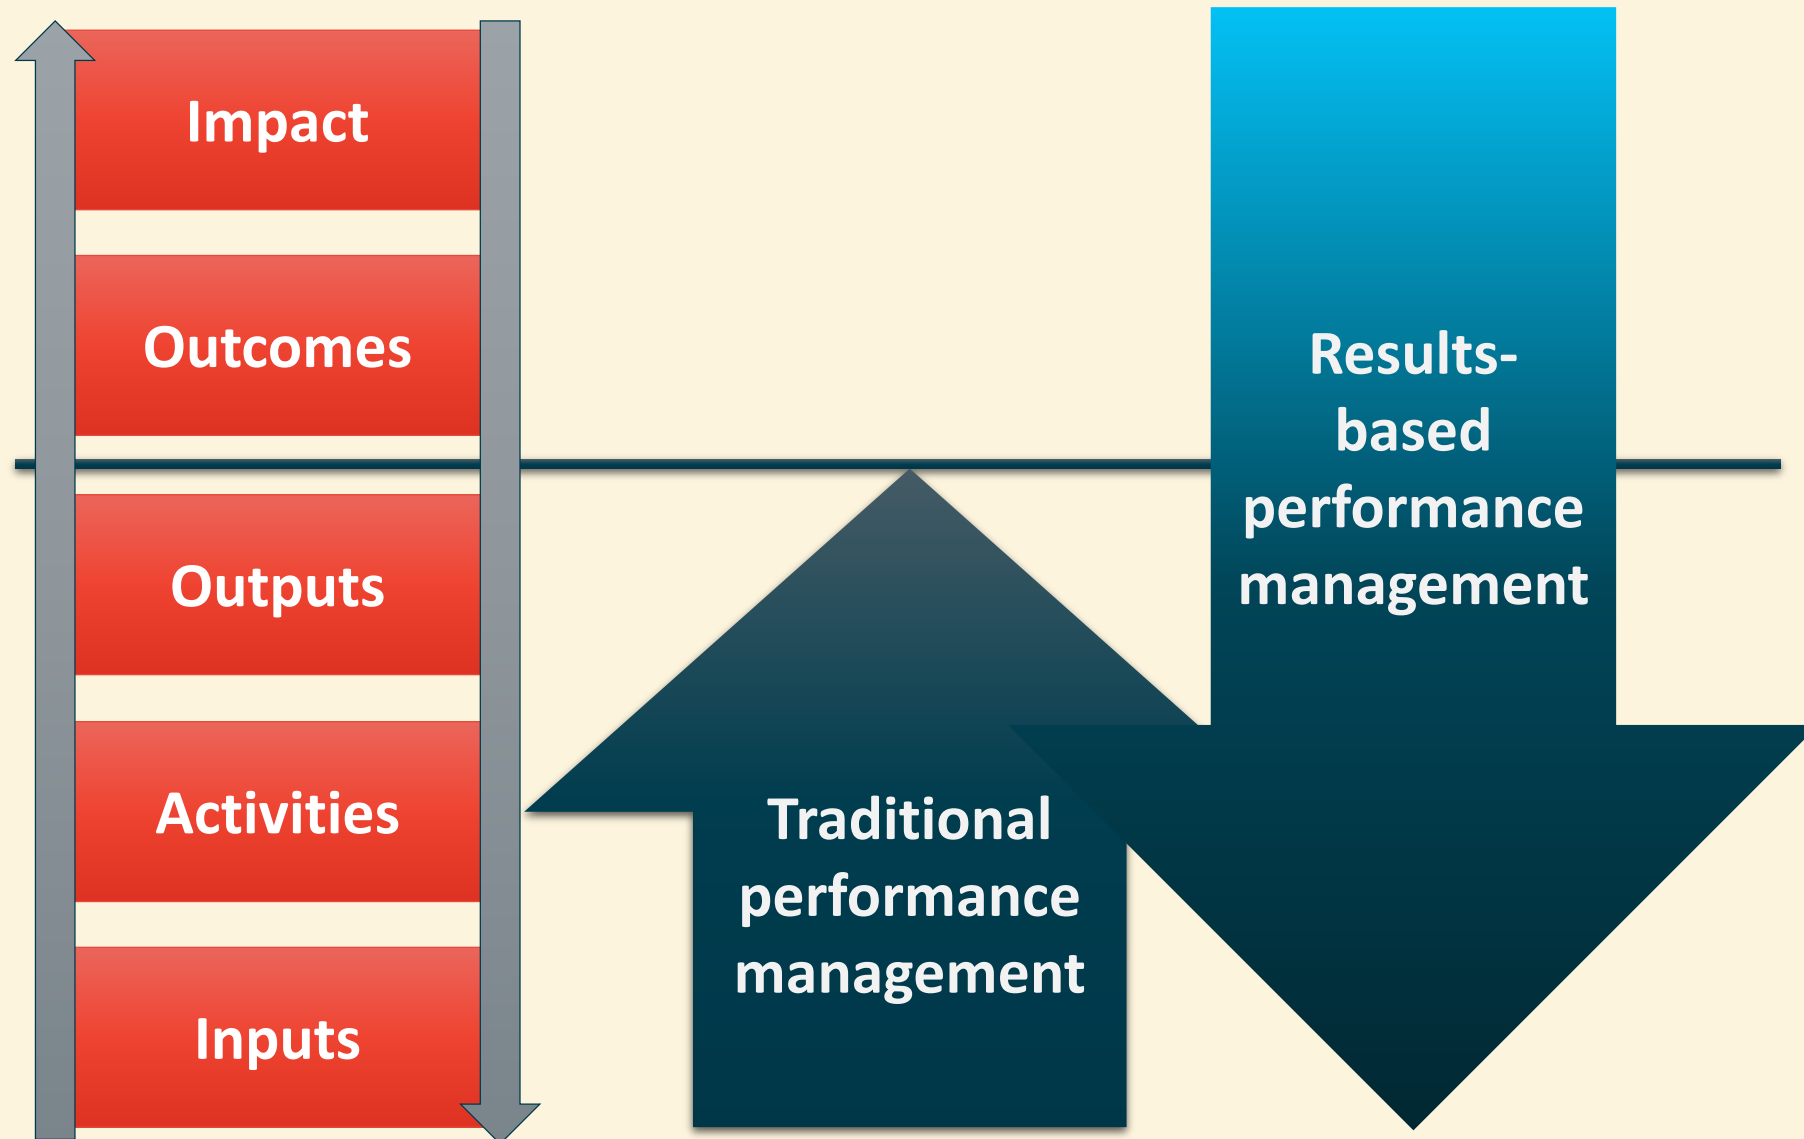 Impact
Outcomes
Outputs
Activities
Inputs
Traditional
performance
management
Results-
based
performance
management